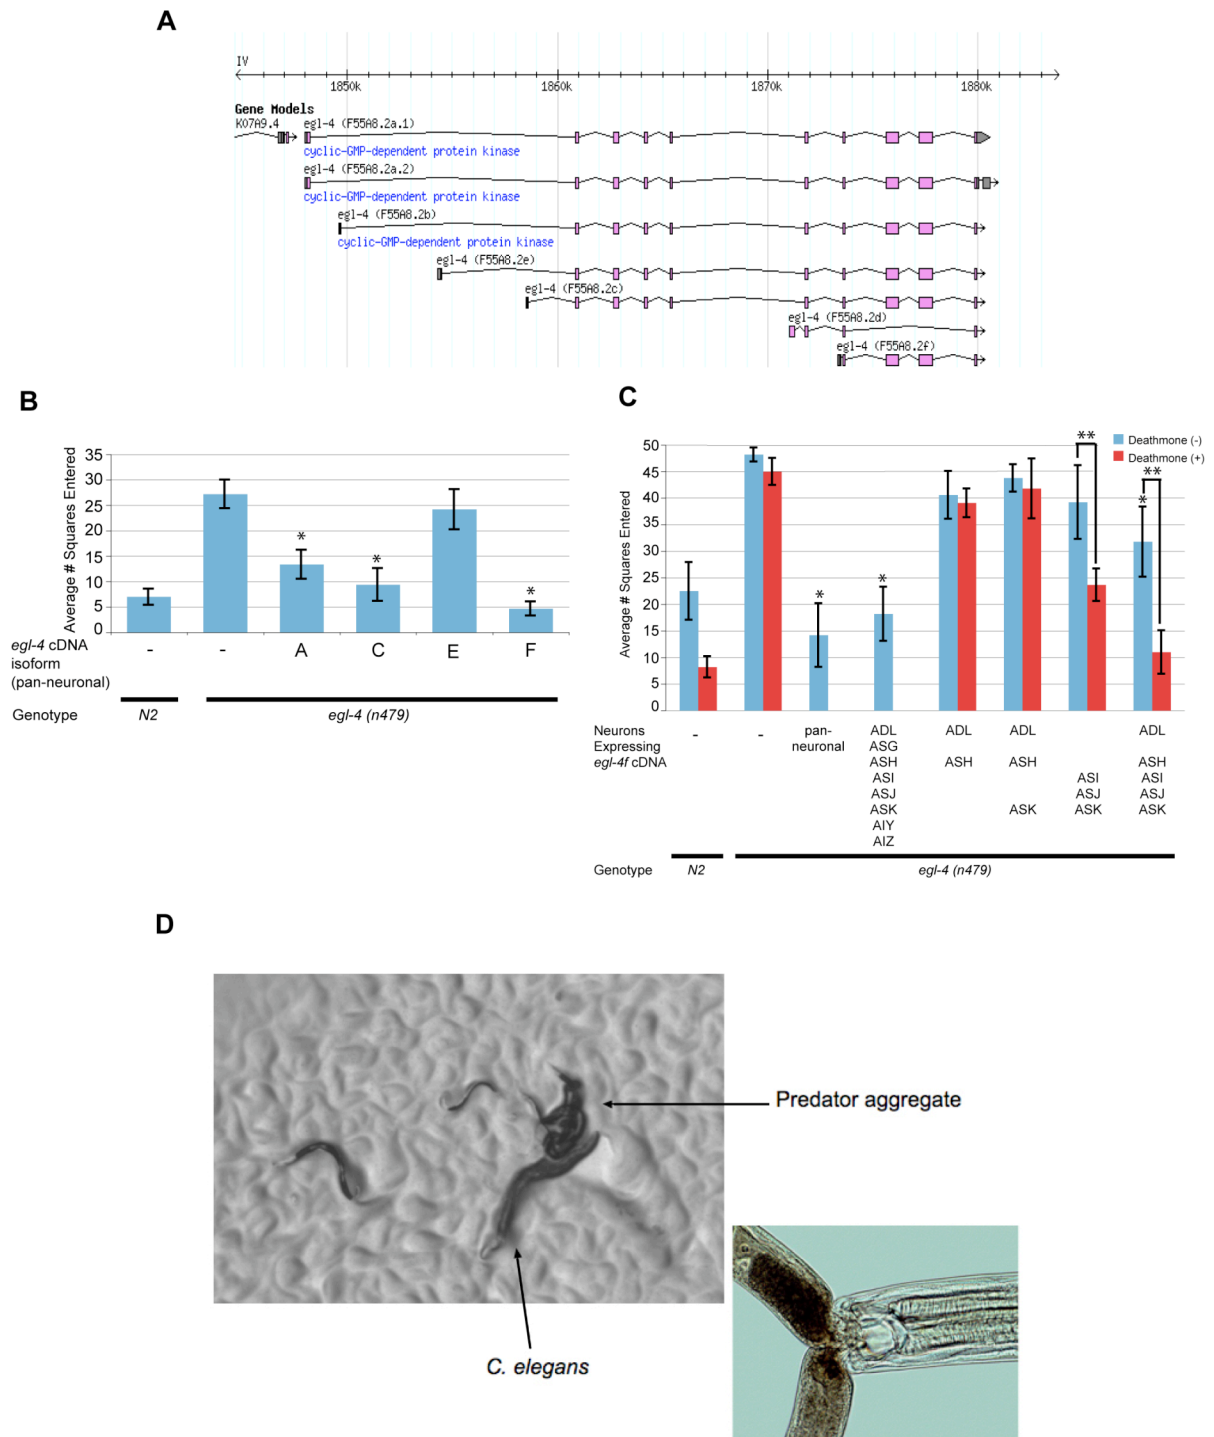 A
IV
1850k 1860k 1870k 1880k
Gene Models
K07A9.4 egl-4 (F55A8.2a.1)
cyclic-GMP-dependent protein kinase
egl-4 (F55A8.2a.2)
cyclic-GMP-dependent protein kinase
egl-4 (F55A8.2b)
cyclic-GMP-dependent protein kinase
egl-4 (F55A8.2e)
egl-4 (F55A8.2c)
egl-4 (F55A8.2d)
egl-4 (F55A8.2f)
B
Average # Squares Entered
35
30
25
20
15
10
5
0
* * *
egl-4 cDNA
isoform
(pan-neuronal)
- - A C E F
Genotype N2 egl-4 (n479)
C
Average # Squares Entered
50
45
40
35
30
25
20
15
10
5
0
Deathmone (-)
Deathmone (+)
* * ** * **
Neurons
Expressing
egl-4f cDNA
-
-
pan-
neuronal
ADL
ASG
ASH
ASI
ASJ
ASK
AIY
AIZ
ADL
ASH
ADL
ASH
ASK
ASI
ASJ
ASK
ADL
ASH
ASI
ASJ
ASK
Genotype N2 egl-4 (n479)
D
Predator aggregate
C. elegans